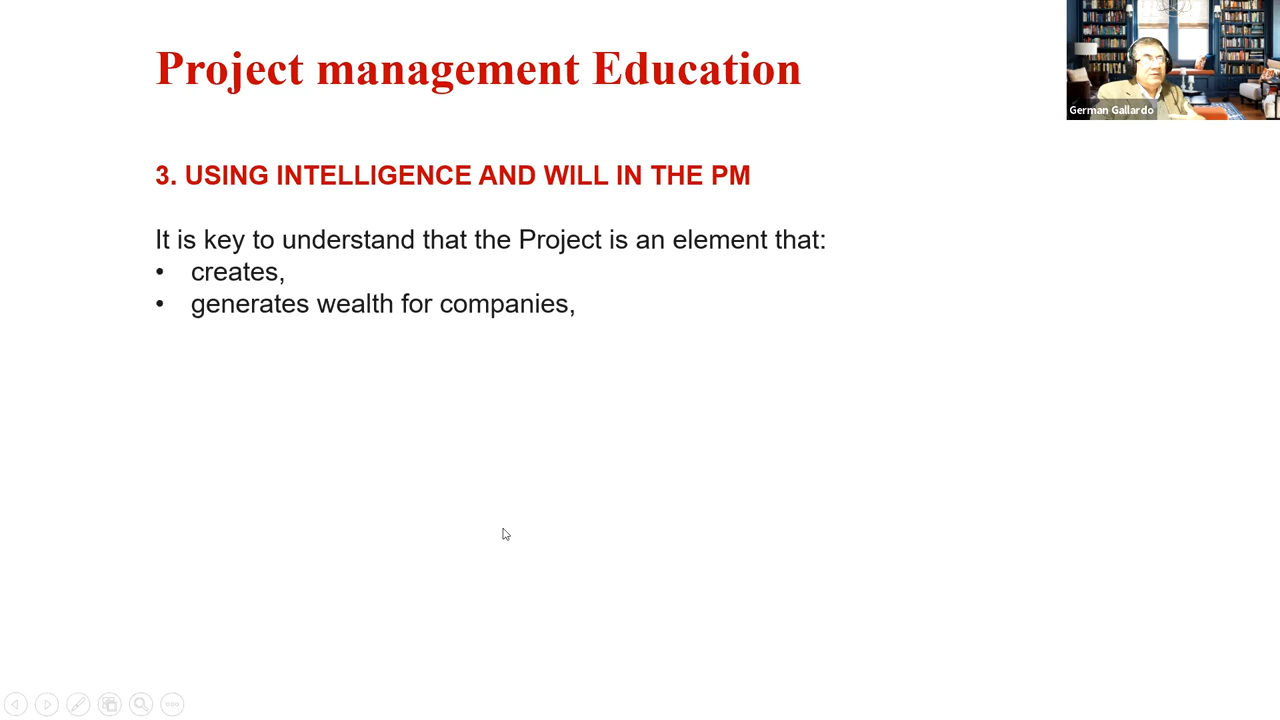 Project management Education
German Gallardo
3. USING INTELLIGENCE AND WILL IN THE PM
It is key to understand that the Project is an element that:
• creates,
• generates wealth for companies,